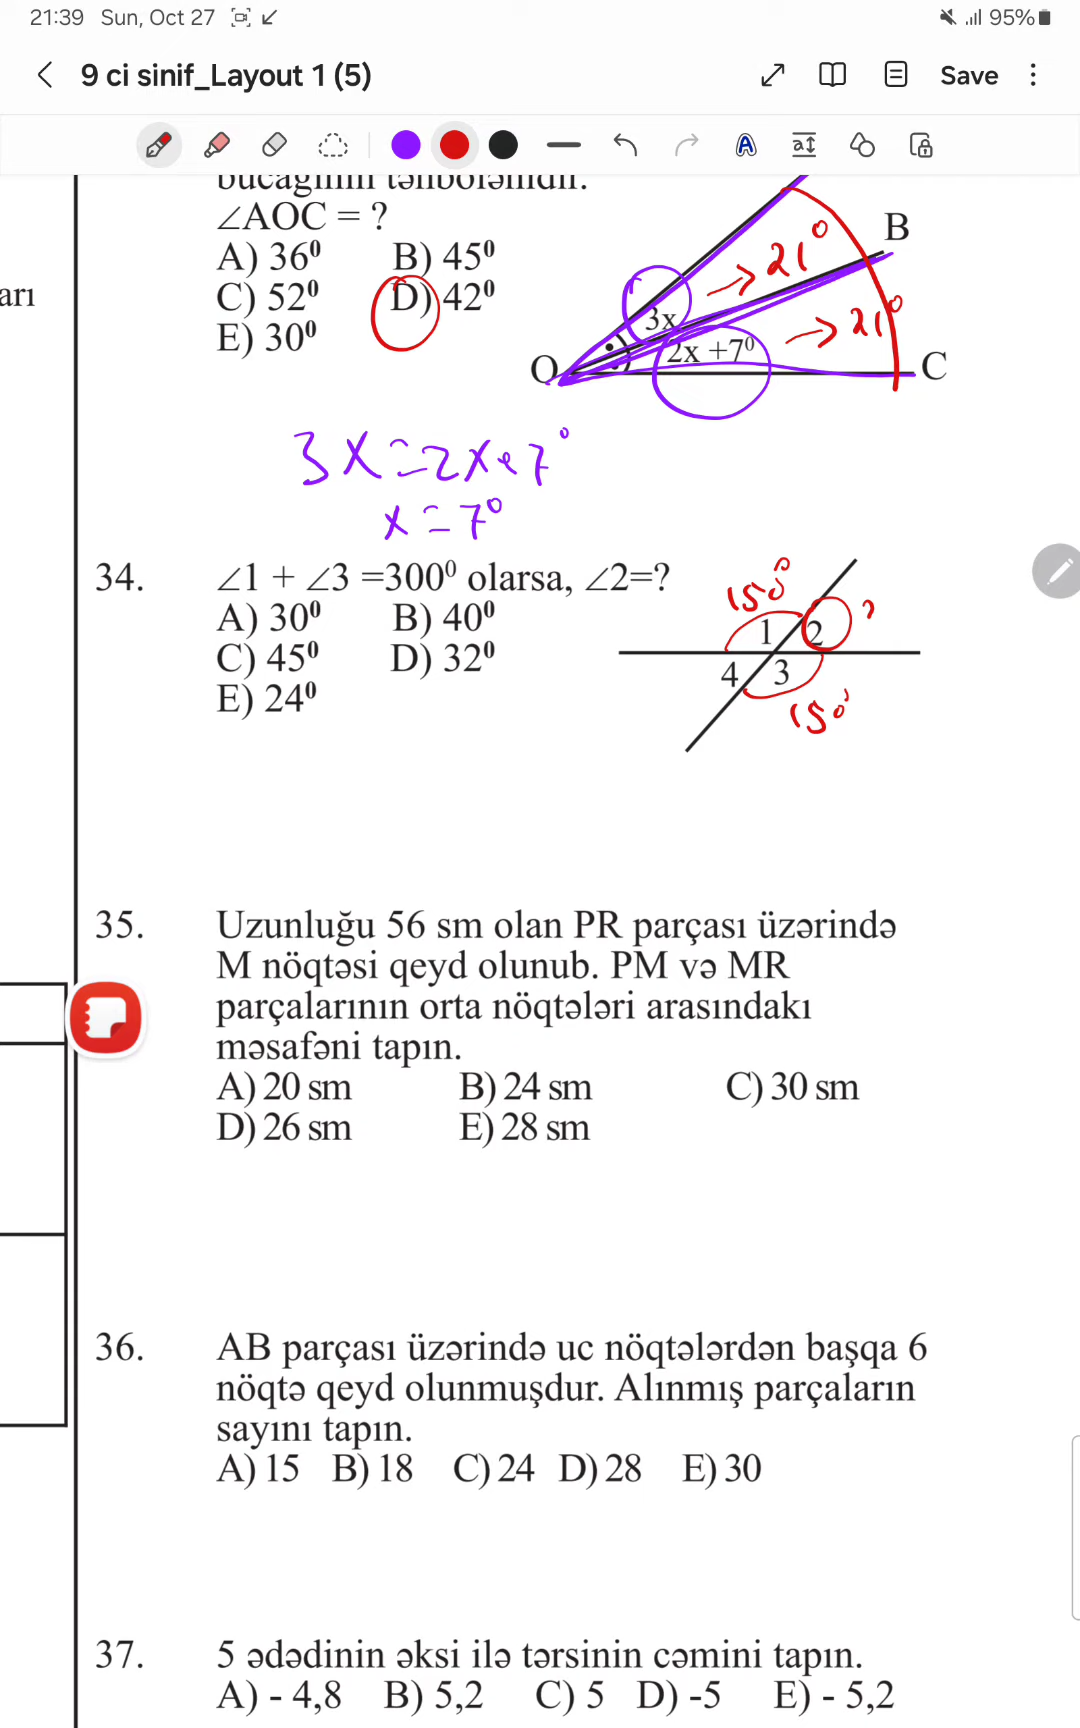 21:39 Sun, Oct 27
95%
9 ci sinif_Layout 1 (5)
Save
bucağının tənbölənidir.
∠AOC = ?
A) 36⁰ B) 45⁰
C) 52⁰ D) 42⁰
E) 30⁰
arı
B
21⁰
3x
→ 21⁰
2x +7⁰
O
C
3x = 2x + 7°
x = 7⁰
34. ∠1 + ∠3 =300⁰ olarsa, ∠2=?
A) 30⁰ B) 40⁰
C) 45⁰ D) 32⁰
E) 24⁰
150°
1 2 ?
4 3
150°
35. Uzunluğu 56 sm olan PR parçası üzərində
M nöqtəsi qeyd olunub. PM və MR
parçalarının orta nöqtələri arasındakı
məsafəni tapın.
A) 20 sm B) 24 sm C) 30 sm
D) 26 sm E) 28 sm
36. AB parçası üzərində uc nöqtələrdən başqa 6
nöqtə qeyd olunmuşdur. Alınmış parçaların
sayını tapın.
A) 15 B) 18 C) 24 D) 28 E) 30
37. 5 ədədinin əksi ilə tərsinin cəmini tapın.
A) - 4,8 B) 5,2 C) 5 D) -5 E) - 5,2